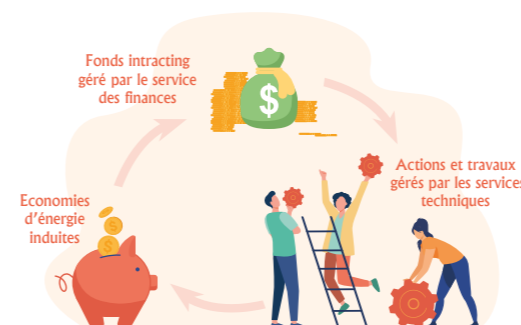 Fonds intracting
géré par le service
des finances
$
Actions et travaux
gérés par les services
techniques
Economies
d'énergie
induites
$
$